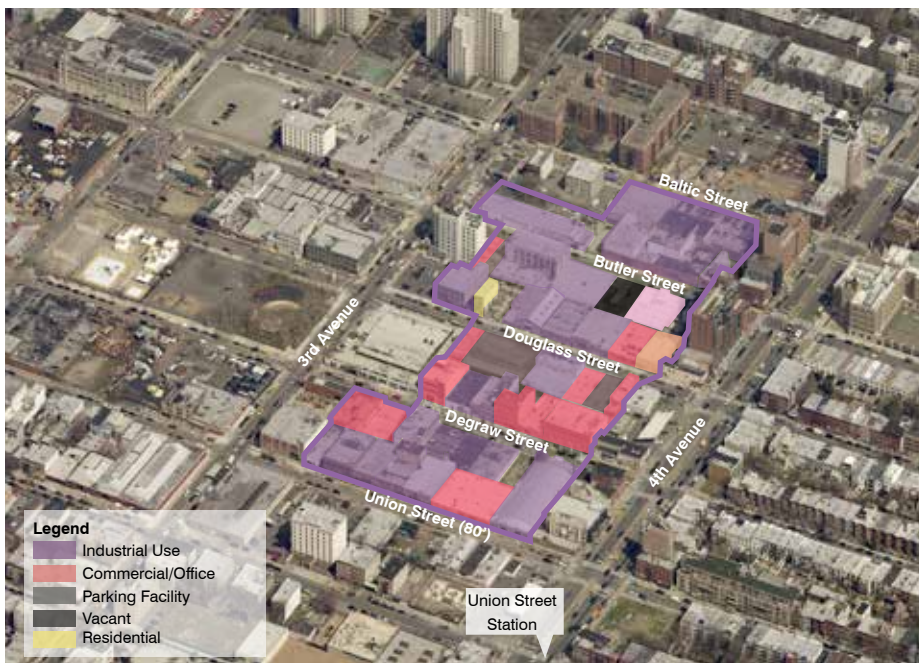 Baltic Street
Butler Street
Douglass Street
3rd Avenue
Degraw Street
4th Avenue
Union Street (80')
Legend
Industrial Use
Commercial/Office
Parking Facility
Vacant
Residential
Union Street
Station